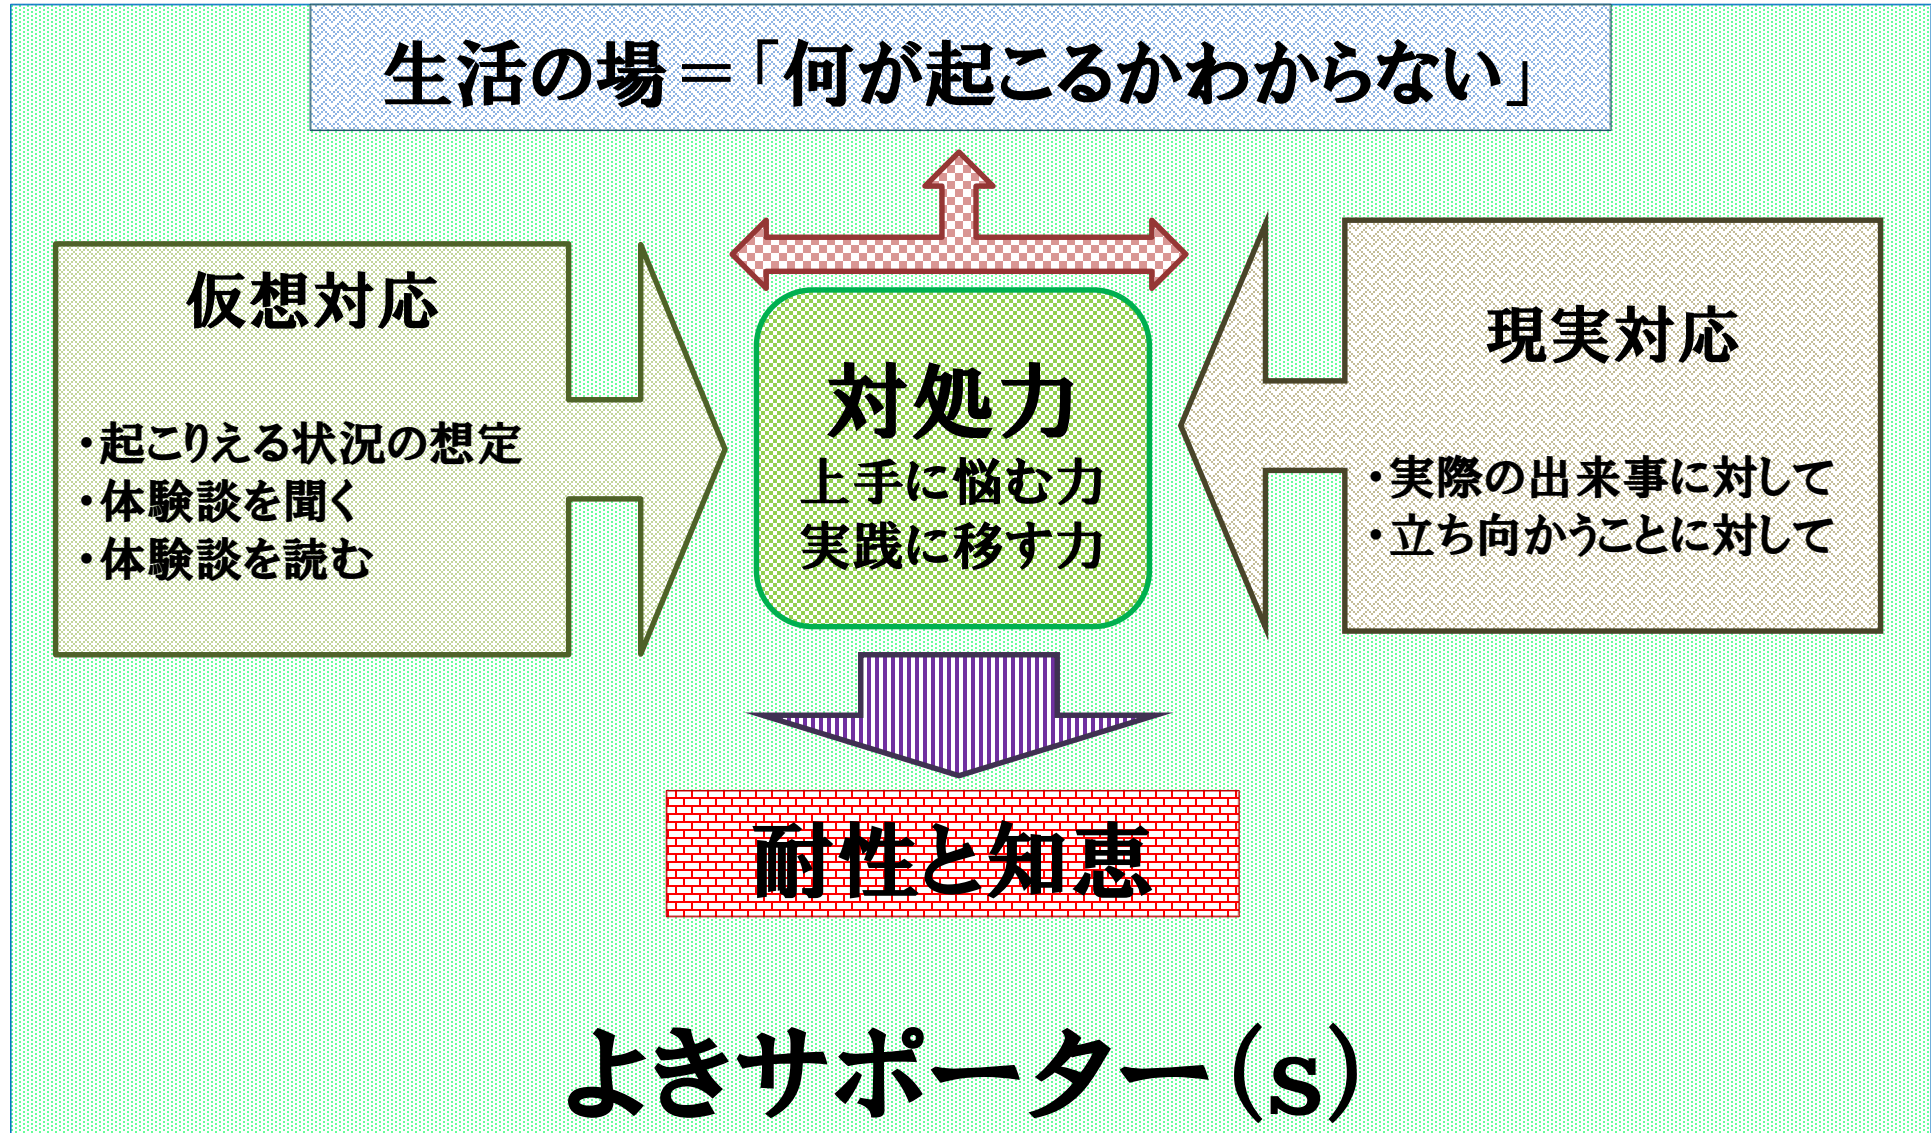 生活の場＝「何が起こるかわからない」
仮想対応
・起こりえる状況の想定
・体験談を聞く
・体験談を読む
対処力
上手に悩む力
実践に移す力
現実対応
・実際の出来事に対して
・立ち向かうことに対して
耐性と知恵
よきサポーター(s)